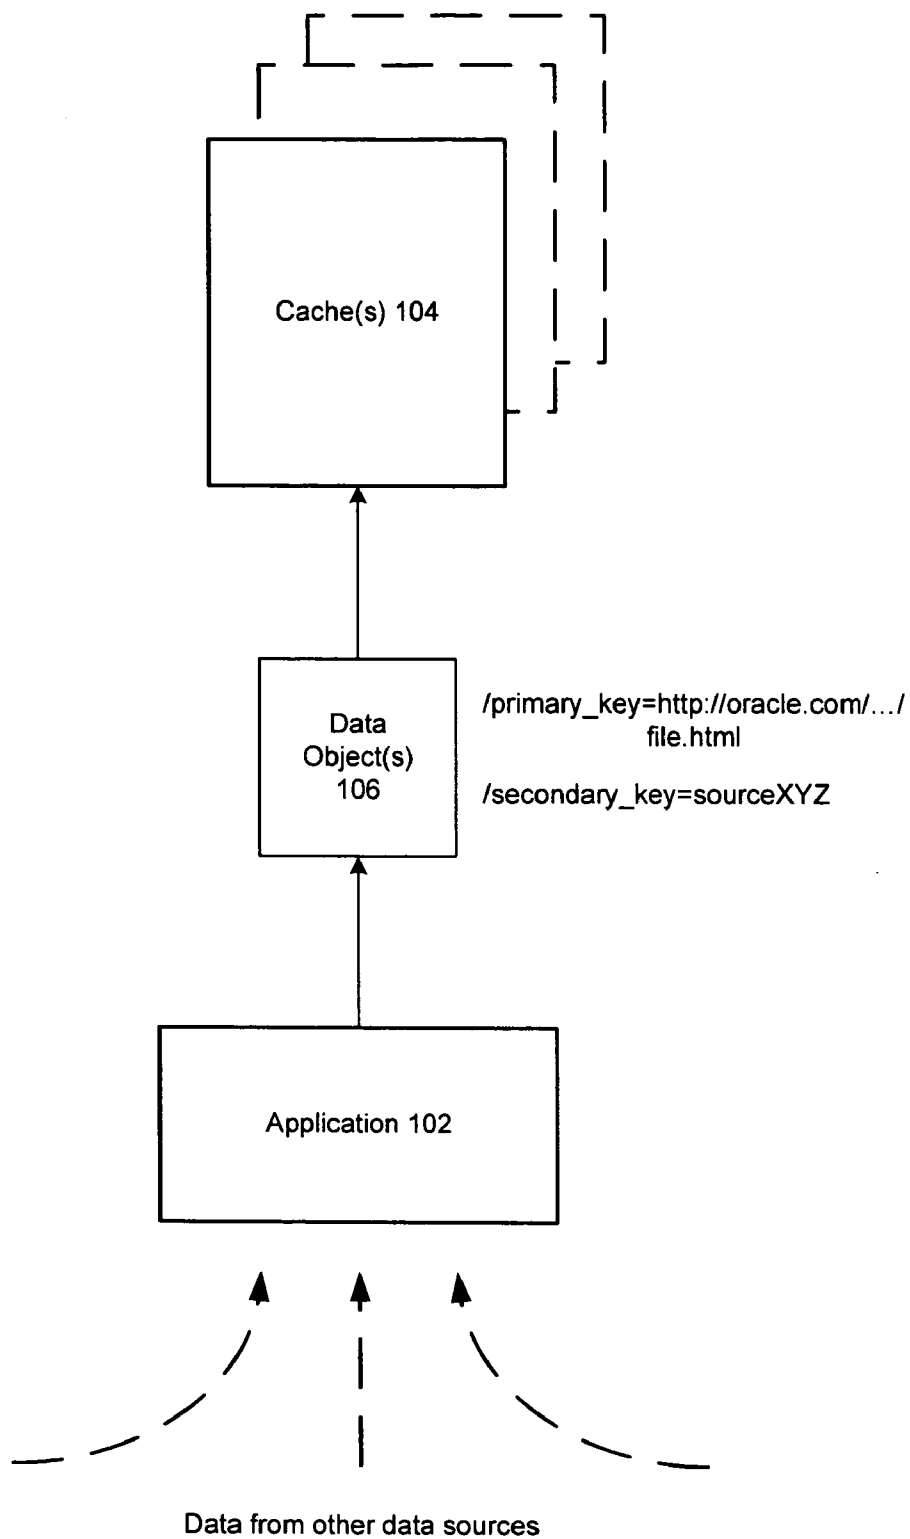 Cache(s) 104
Data
Object(s)
106
/primary_key=http://oracle.com/.../
file.html
/secondary_key=sourceXYZ
Application 102
Data from other data sources